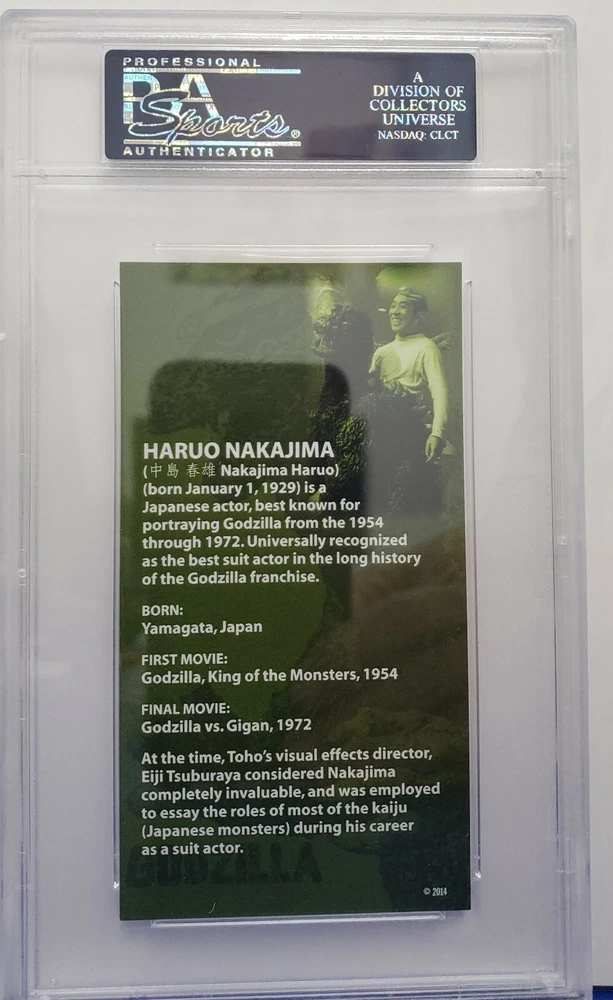 PROFESSIONAL
PSA
Sports®
AUTHENTICATOR
A
DIVISION OF
COLLECTORS
UNIVERSE
NASDAQ: CLCT
HARUO NAKAJIMA
(中島 春雄 Nakajima Haruo)
(born January 1, 1929) is a
Japanese actor, best known for
portraying Godzilla from the 1954
through 1972. Universally recognized
as the best suit actor in the long history
of the Godzilla franchise.
BORN:
Yamagata, Japan
FIRST MOVIE:
Godzilla, King of the Monsters, 1954
FINAL MOVIE:
Godzilla vs. Gigan, 1972
At the time, Toho's visual effects director,
Eiji Tsuburaya considered Nakajima
completely invaluable, and was employed
to essay the roles of most of the kaiju
(Japanese monsters) during his career
as a suit actor.
GODZILLA
© 2014